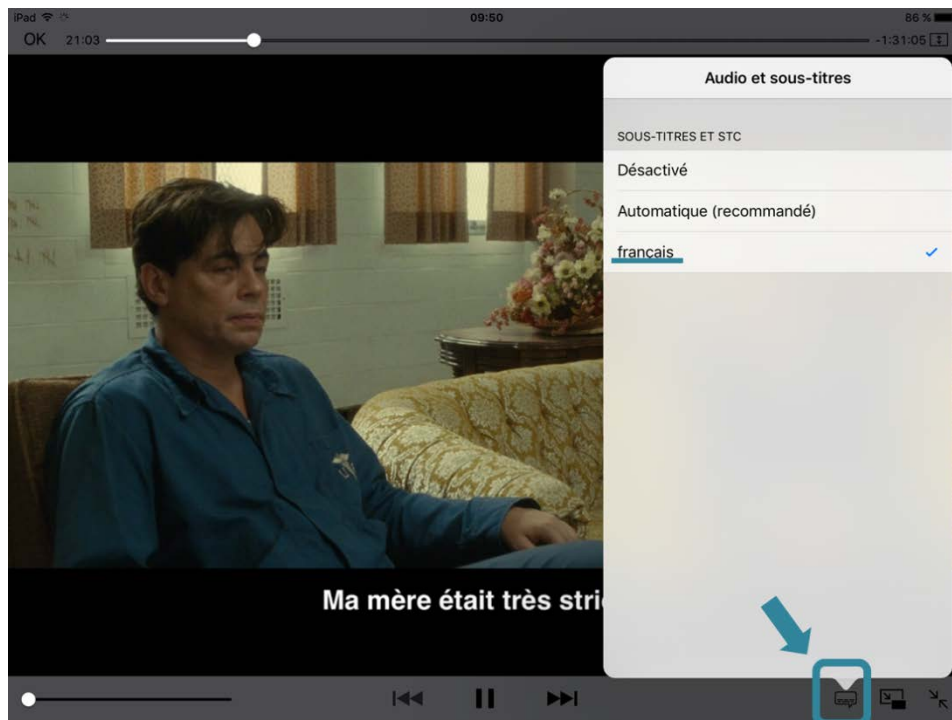 iPad 09:50 86 %
OK 21:03 -1:31:05
Audio et sous-titres
SOUS-TITRES ET STC
Désactivé
Automatique (recommandé)
français
Ma mère était très stri